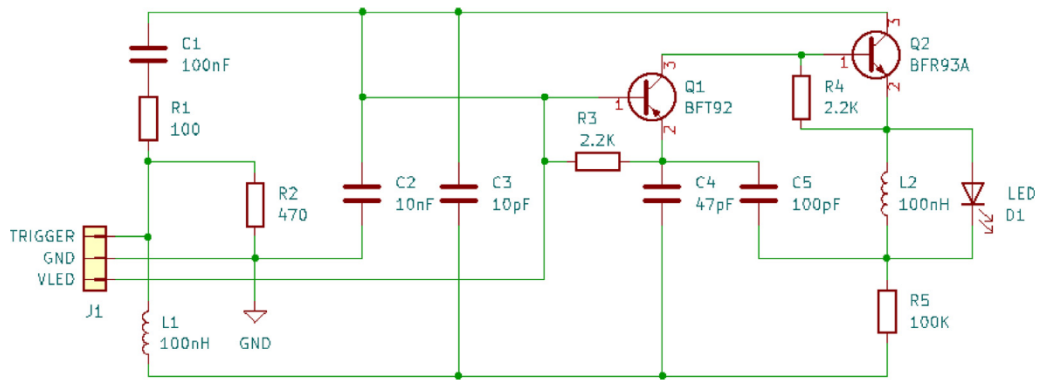 C1
100nF
R1
100
R2
470
TRIGGER
GND
VLED
J1
L1
100nH
GND
C2
10nF
C3
10pF
R3
2.2K
1
3
2
Q1
BFT92
C4
47pF
C5
100pF
R4
2.2K
1
3
2
Q2
BFR93A
L2
100nH
LED
D1
R5
100K